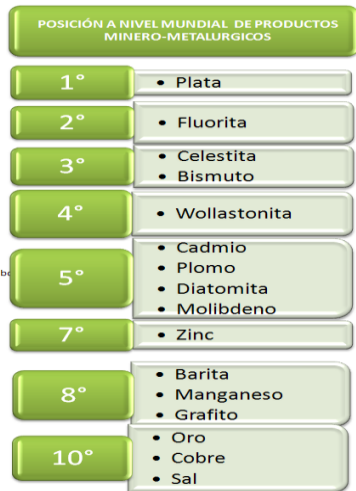 POSICIÓN A NIVEL MUNDIAL DE PRODUCTOS
MINERO-METALURGICOS
1°
• Plata
2°
• Fluorita
3°
• Celestita
• Bismuto
4°
• Wollastonita
5°
• Cadmio
• Plomo
• Diatomita
• Molibdeno
7°
• Zinc
8°
• Barita
• Manganeso
• Grafito
10°
• Oro
• Cobre
• Sal